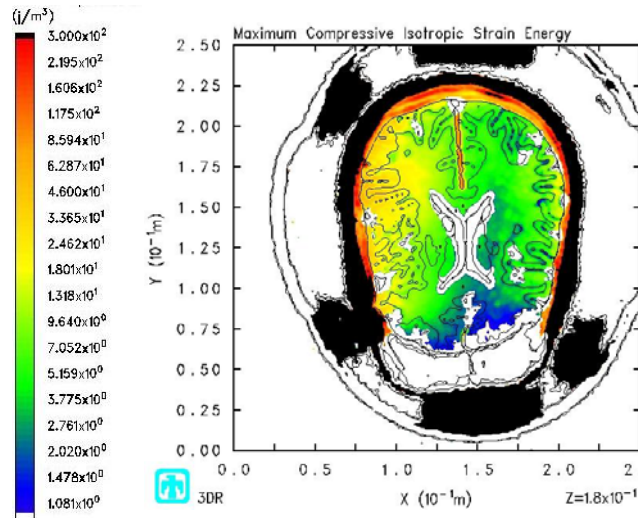 (j/m³)
Maximum Compressive Isotropic Strain Energy
3.000x10²
2.195x10²
1.606x10²
1.175x10²
8.594x10¹
6.287x10¹
4.600x10¹
3.365x10¹
2.462x10¹
1.801x10¹
1.318x10¹
9.640x10⁰
7.052x10⁰
5.159x10⁰
3.775x10⁰
2.761x10⁰
2.020x10⁰
1.478x10⁰
1.081x10⁰
Y (10⁻¹m)
2.50
2.25
2.00
1.75
1.50
1.25
1.00
0.75
0.50
0.25
0.00
0.0 0.5 1.0 1.5 2.0 2
3DR
X (10⁻¹m)
Z=1.8x10⁻¹